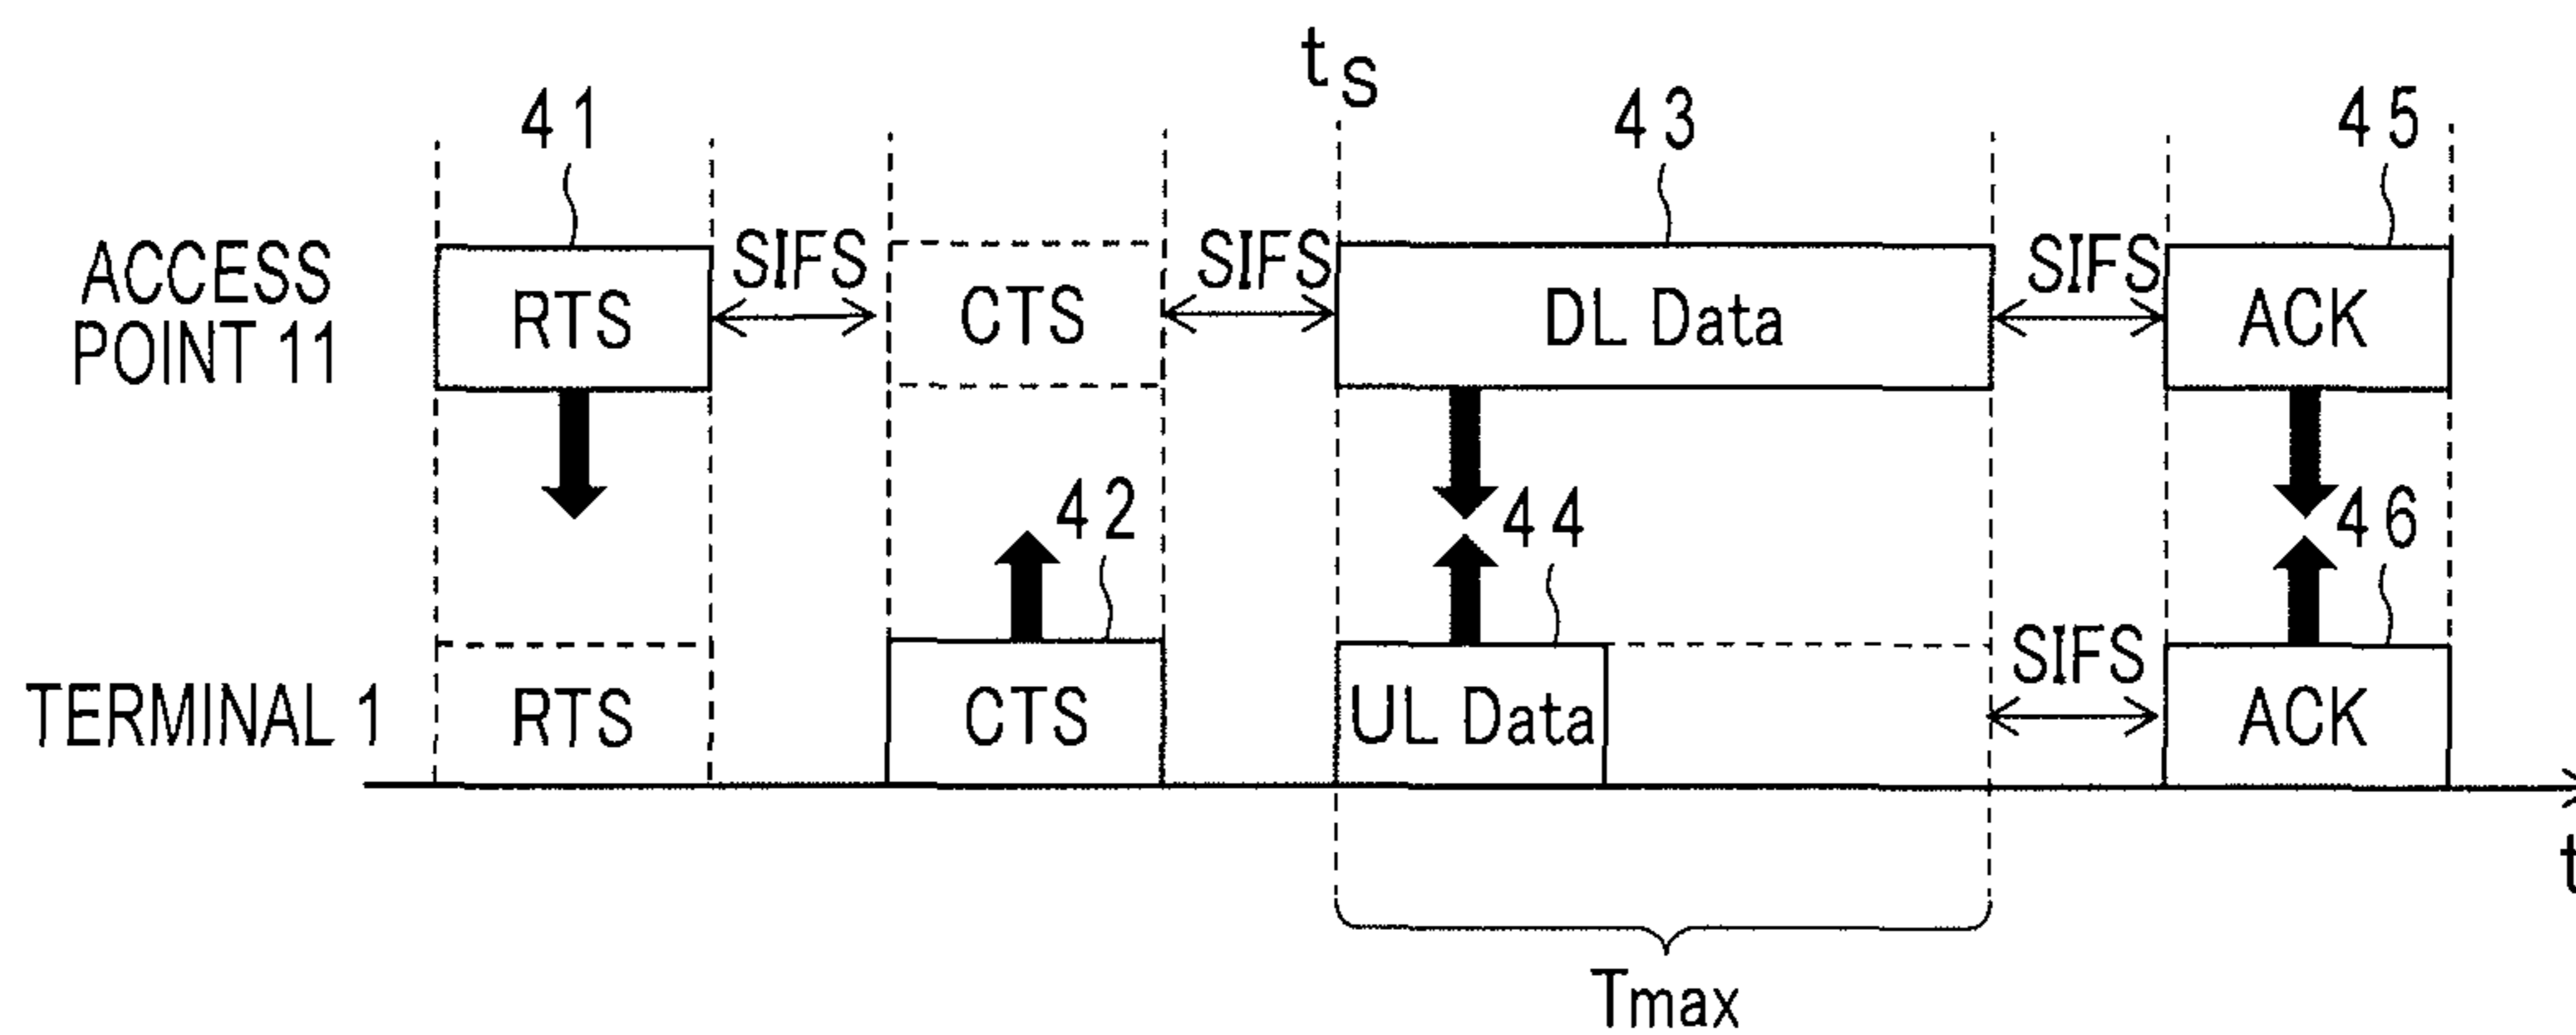 tS
41
43
45
ACCESS
POINT 11
RTS
SIFS
CTS
SIFS
DL Data
SIFS
ACK
42
44
46
TERMINAL 1
RTS
CTS
UL Data
SIFS
ACK
t
Tmax